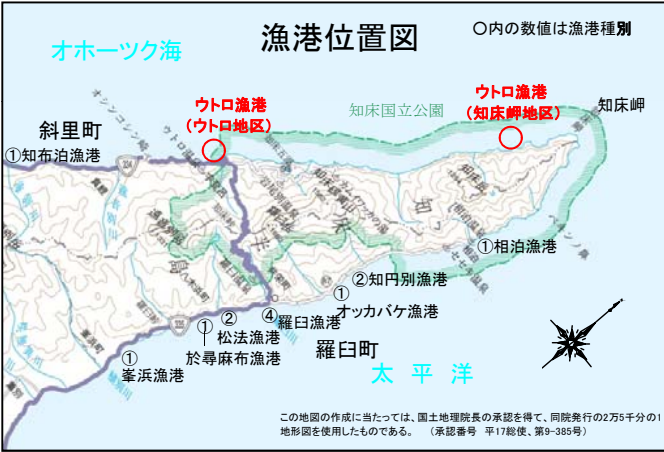 漁港位置図
〇内の数値は漁港種別
オホーツク海
ウトロ漁港
(ウトロ地区)
ウトロ漁港
(知床岬地区)
知床国立公園
知床岬
斜里町
①知布泊漁港
オシンコシン崎
①相泊漁港
②知円別漁港
①
オッカバケ漁港
④羅臼漁港
②
松法漁港
①
於尋麻布漁港
①
峯浜漁港
羅臼町
太平洋
この地図の作成に当たっては、国土地理院長の承認を得て、同院発行の2万5千分の1
地形図を使用したものである。 (承認番号 平17総使、第9-385号)